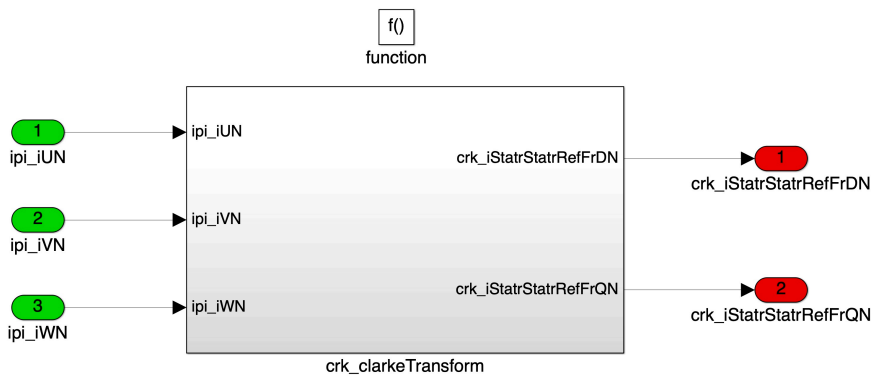 f()
function
1
ipi_iUN
ipi_iUN
crk_iStatrStatrRefFrDN
1
crk_iStatrStatrRefFrDN
2
ipi_iVN
ipi_iVN
3
ipi_iWN
ipi_iWN
crk_iStatrStatrRefFrQN
2
crk_iStatrStatrRefFrQN
crk_clarkeTransform